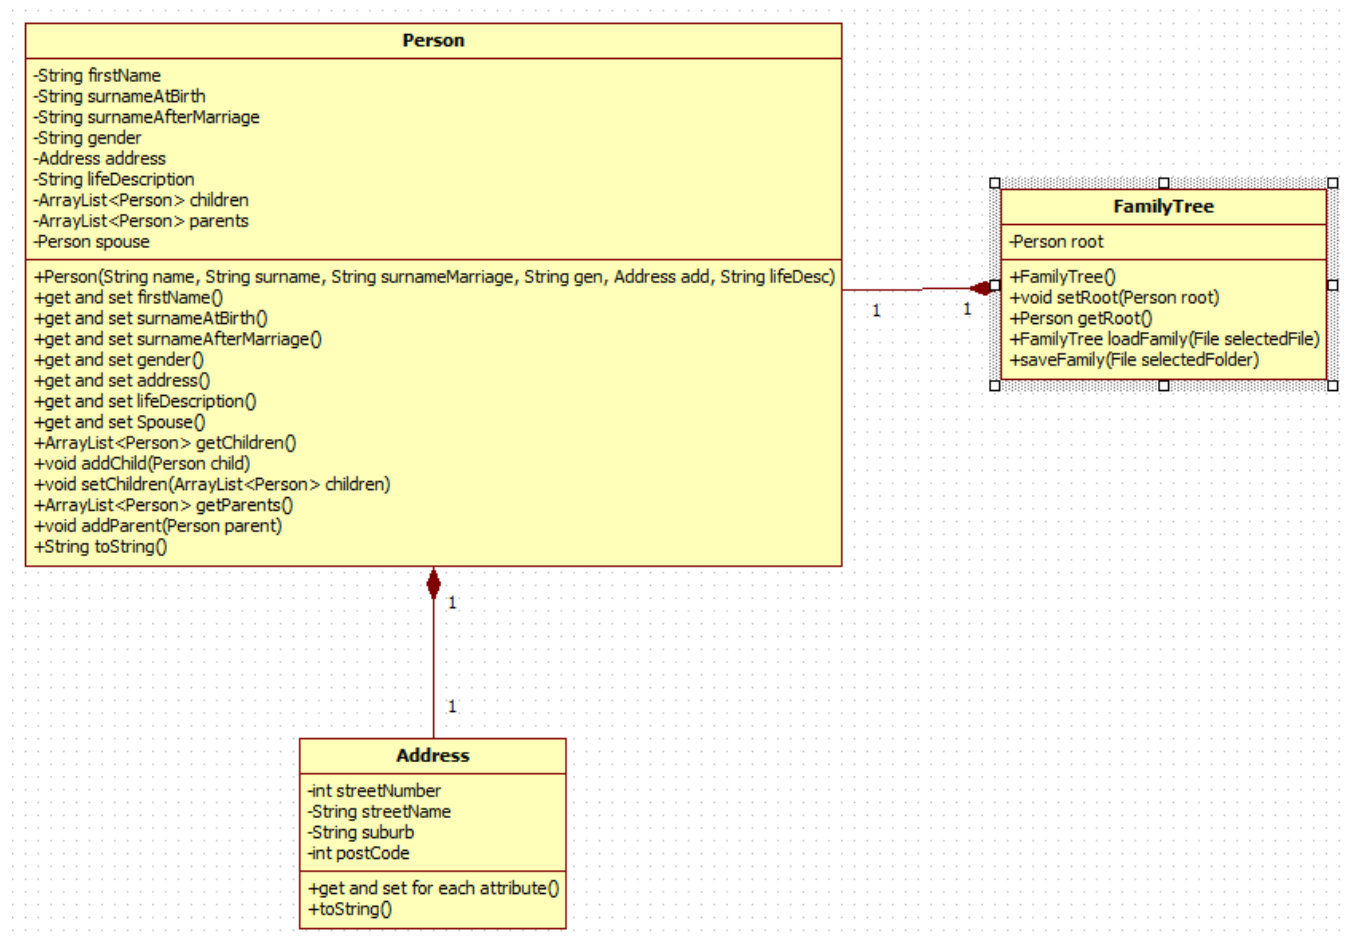 Person
-String firstName
-String surnameAtBirth
-String surnameAfterMarriage
-String gender
-Address address
-String lifeDescription
-ArrayList<Person> children
-ArrayList<Person> parents
-Person spouse
+Person(String name, String surname, String surnameMarriage, String gen, Address add, String lifeDesc)
+get and set firstName()
+get and set surnameAtBirth()
+get and set surnameAfterMarriage()
+get and set gender()
+get and set address()
+get and set lifeDescription()
+get and set Spouse()
+ArrayList<Person> getChildren()
+void addChild(Person child)
+void setChildren(ArrayList<Person> children)
+ArrayList<Person> getParents()
+void addParent(Person parent)
+String toString()
1
1
FamilyTree
-Person root
+FamilyTree()
+void setRoot(Person root)
+Person getRoot()
+FamilyTree loadFamily(File selectedFile)
+saveFamily(File selectedFolder)
1
1
Address
-int streetNumber
-String streetName
-String suburb
-int postCode
+get and set for each attribute()
+toString()